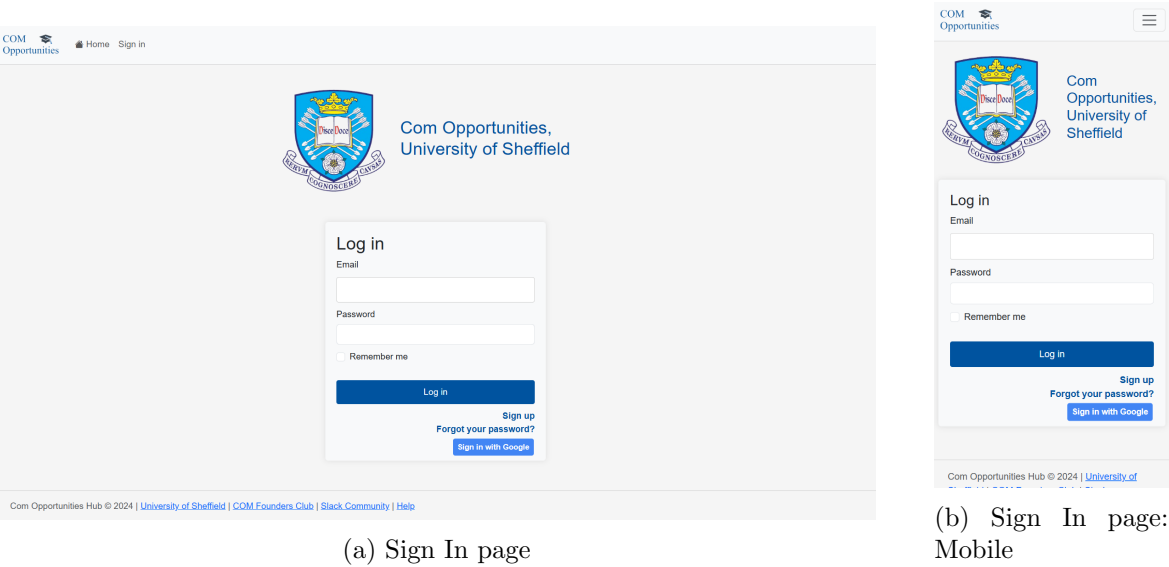 COM
Opportunities
Home Sign in
Disce Doce
RERVM COGNOSCERE CAVSAS
Com Opportunities,
University of Sheffield
Log in
Email
Password
Remember me
Log in
Sign up
Forgot your password?
Sign in with Google
Com Opportunities Hub © 2024 | University of Sheffield | COM Founders Club | Slack Community | Help
(a) Sign In page
COM
Opportunities
Disce Doce
RERVM COGNOSCERE CAVSAS
Com
Opportunities,
University of
Sheffield
Log in
Email
Password
Remember me
Log in
Sign up
Forgot your password?
Sign in with Google
Com Opportunities Hub © 2024 | University of
(b) Sign In page:
Mobile